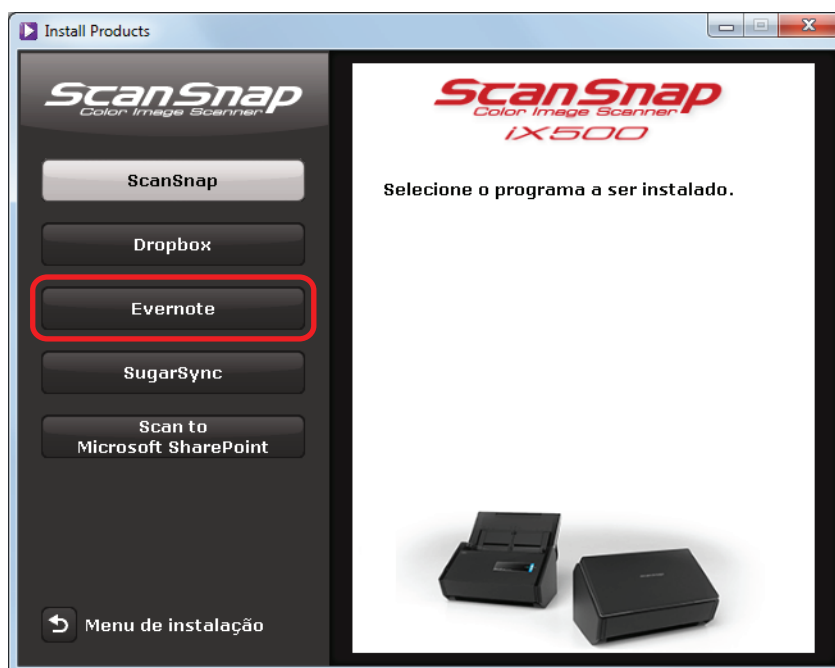 Install Products
ScanSnap
Color Image Scanner
ScanSnap
Color Image Scanner
iX500
ScanSnap
Selecione o programa a ser instalado.
Dropbox
Evernote
SugarSync
Scan to
Microsoft SharePoint
Menu de instalação